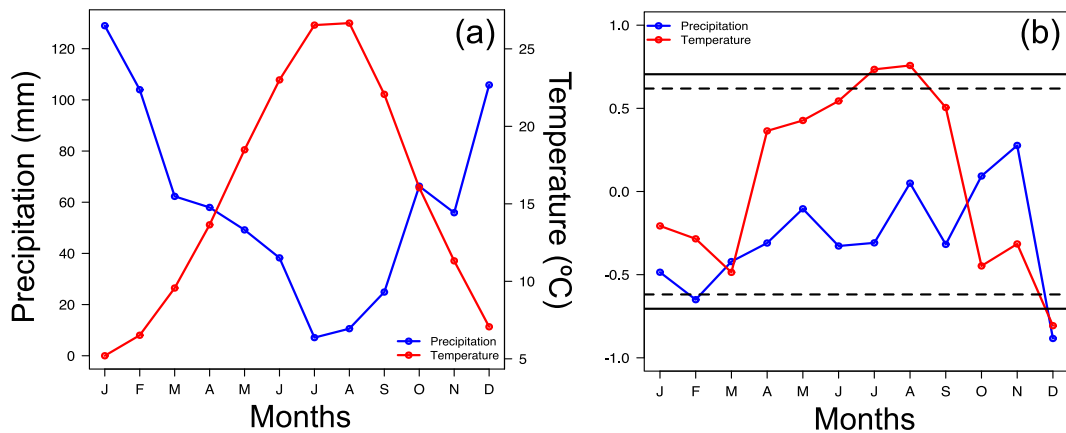 (a)
Precipitation (mm)
120
100
80
60
40
20
0
25
20
15
10
5
Temperature (ºC)
Precipitation
Temperature
J F M A M J J A S O N D
Months
(b)
Precipitation
Temperature
1.0
0.5
0.0
-0.5
-1.0
J F M A M J J A S O N D
Months